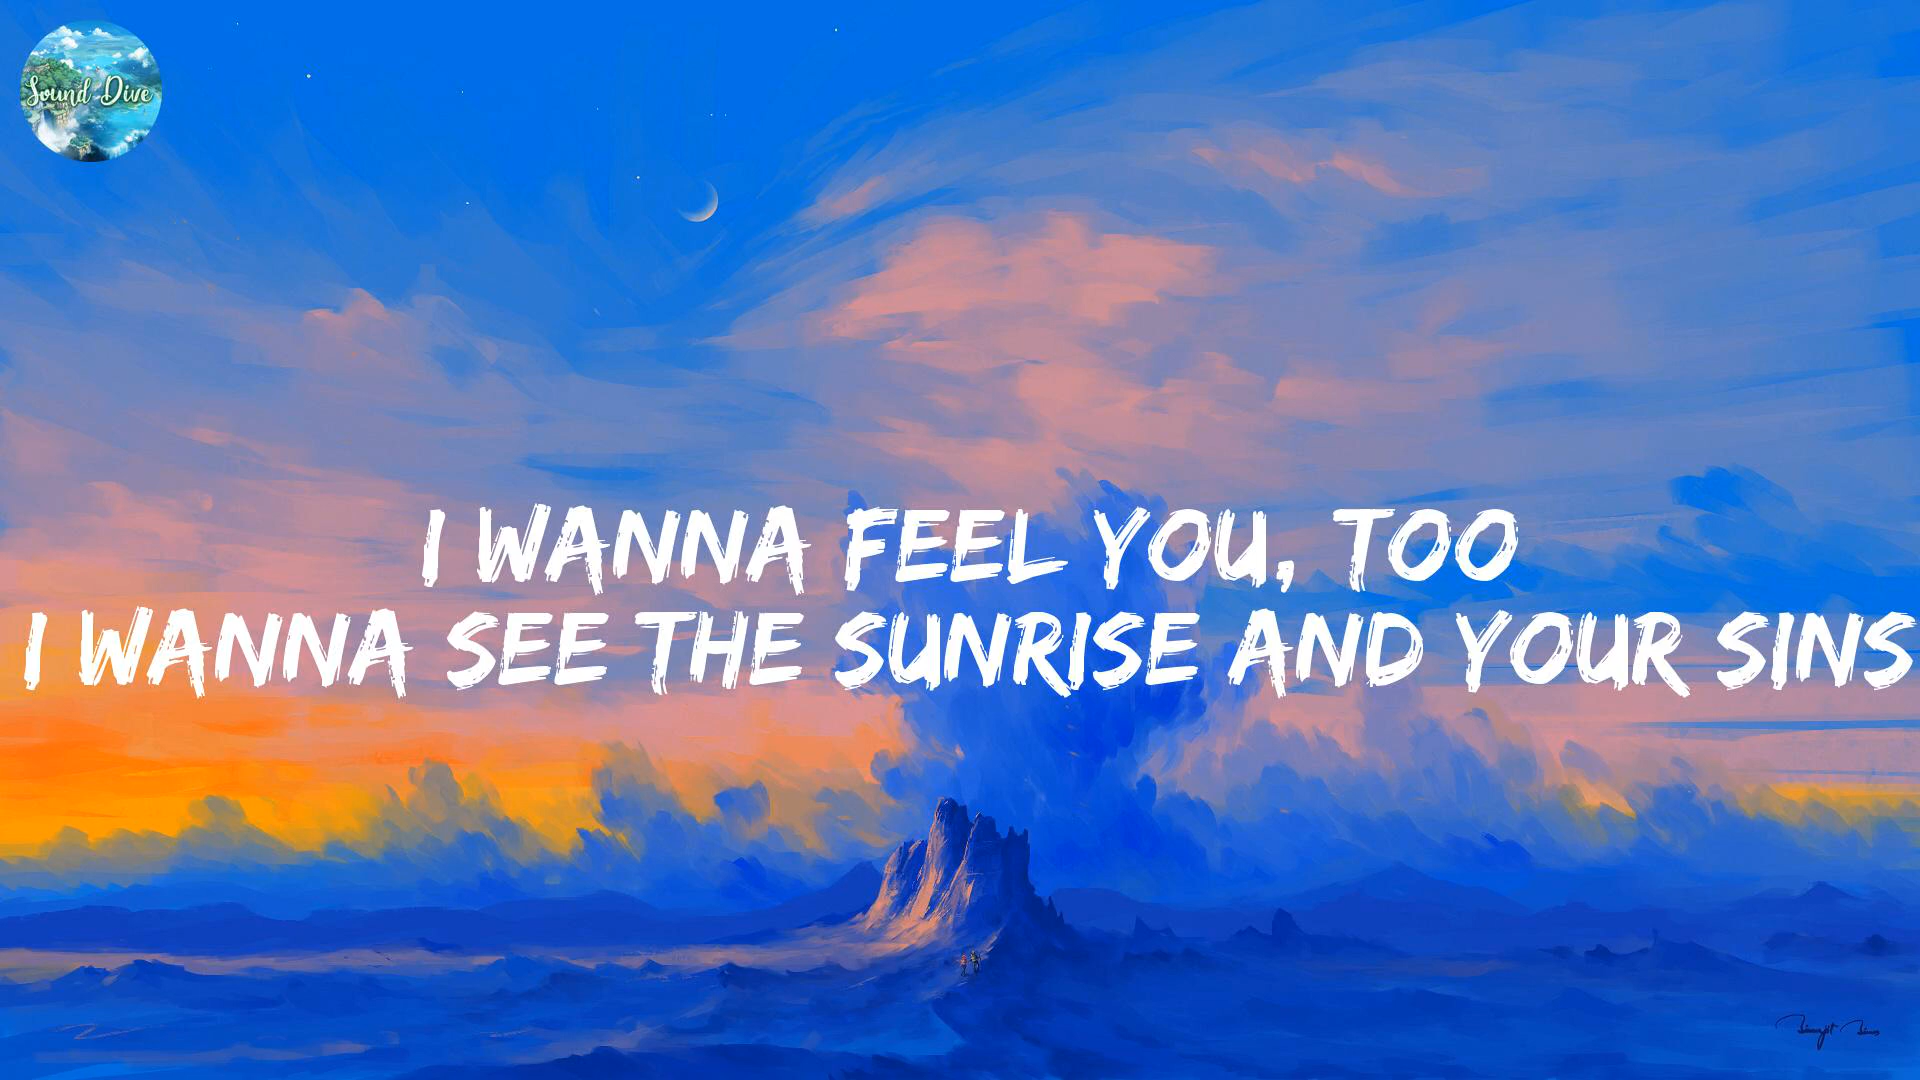 Sound-Dive
I WANNA FEEL YOU, TOO
I WANNA SEE THE SUNRISE AND YOUR SINS